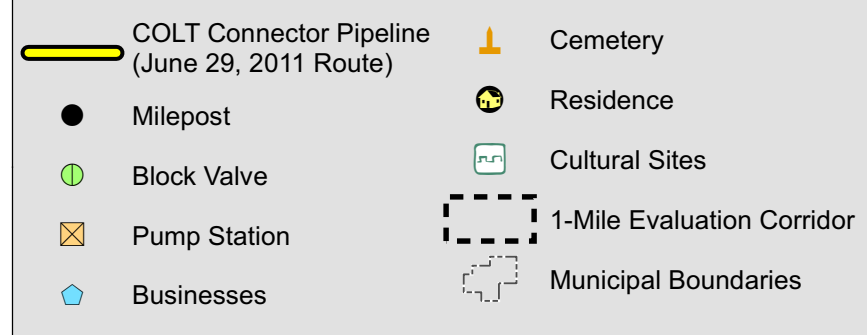 COLT Connector Pipeline
(June 29, 2011 Route)
Milepost
Block Valve
Pump Station
Businesses
Cemetery
Residence
Cultural Sites
1-Mile Evaluation Corridor
Municipal Boundaries